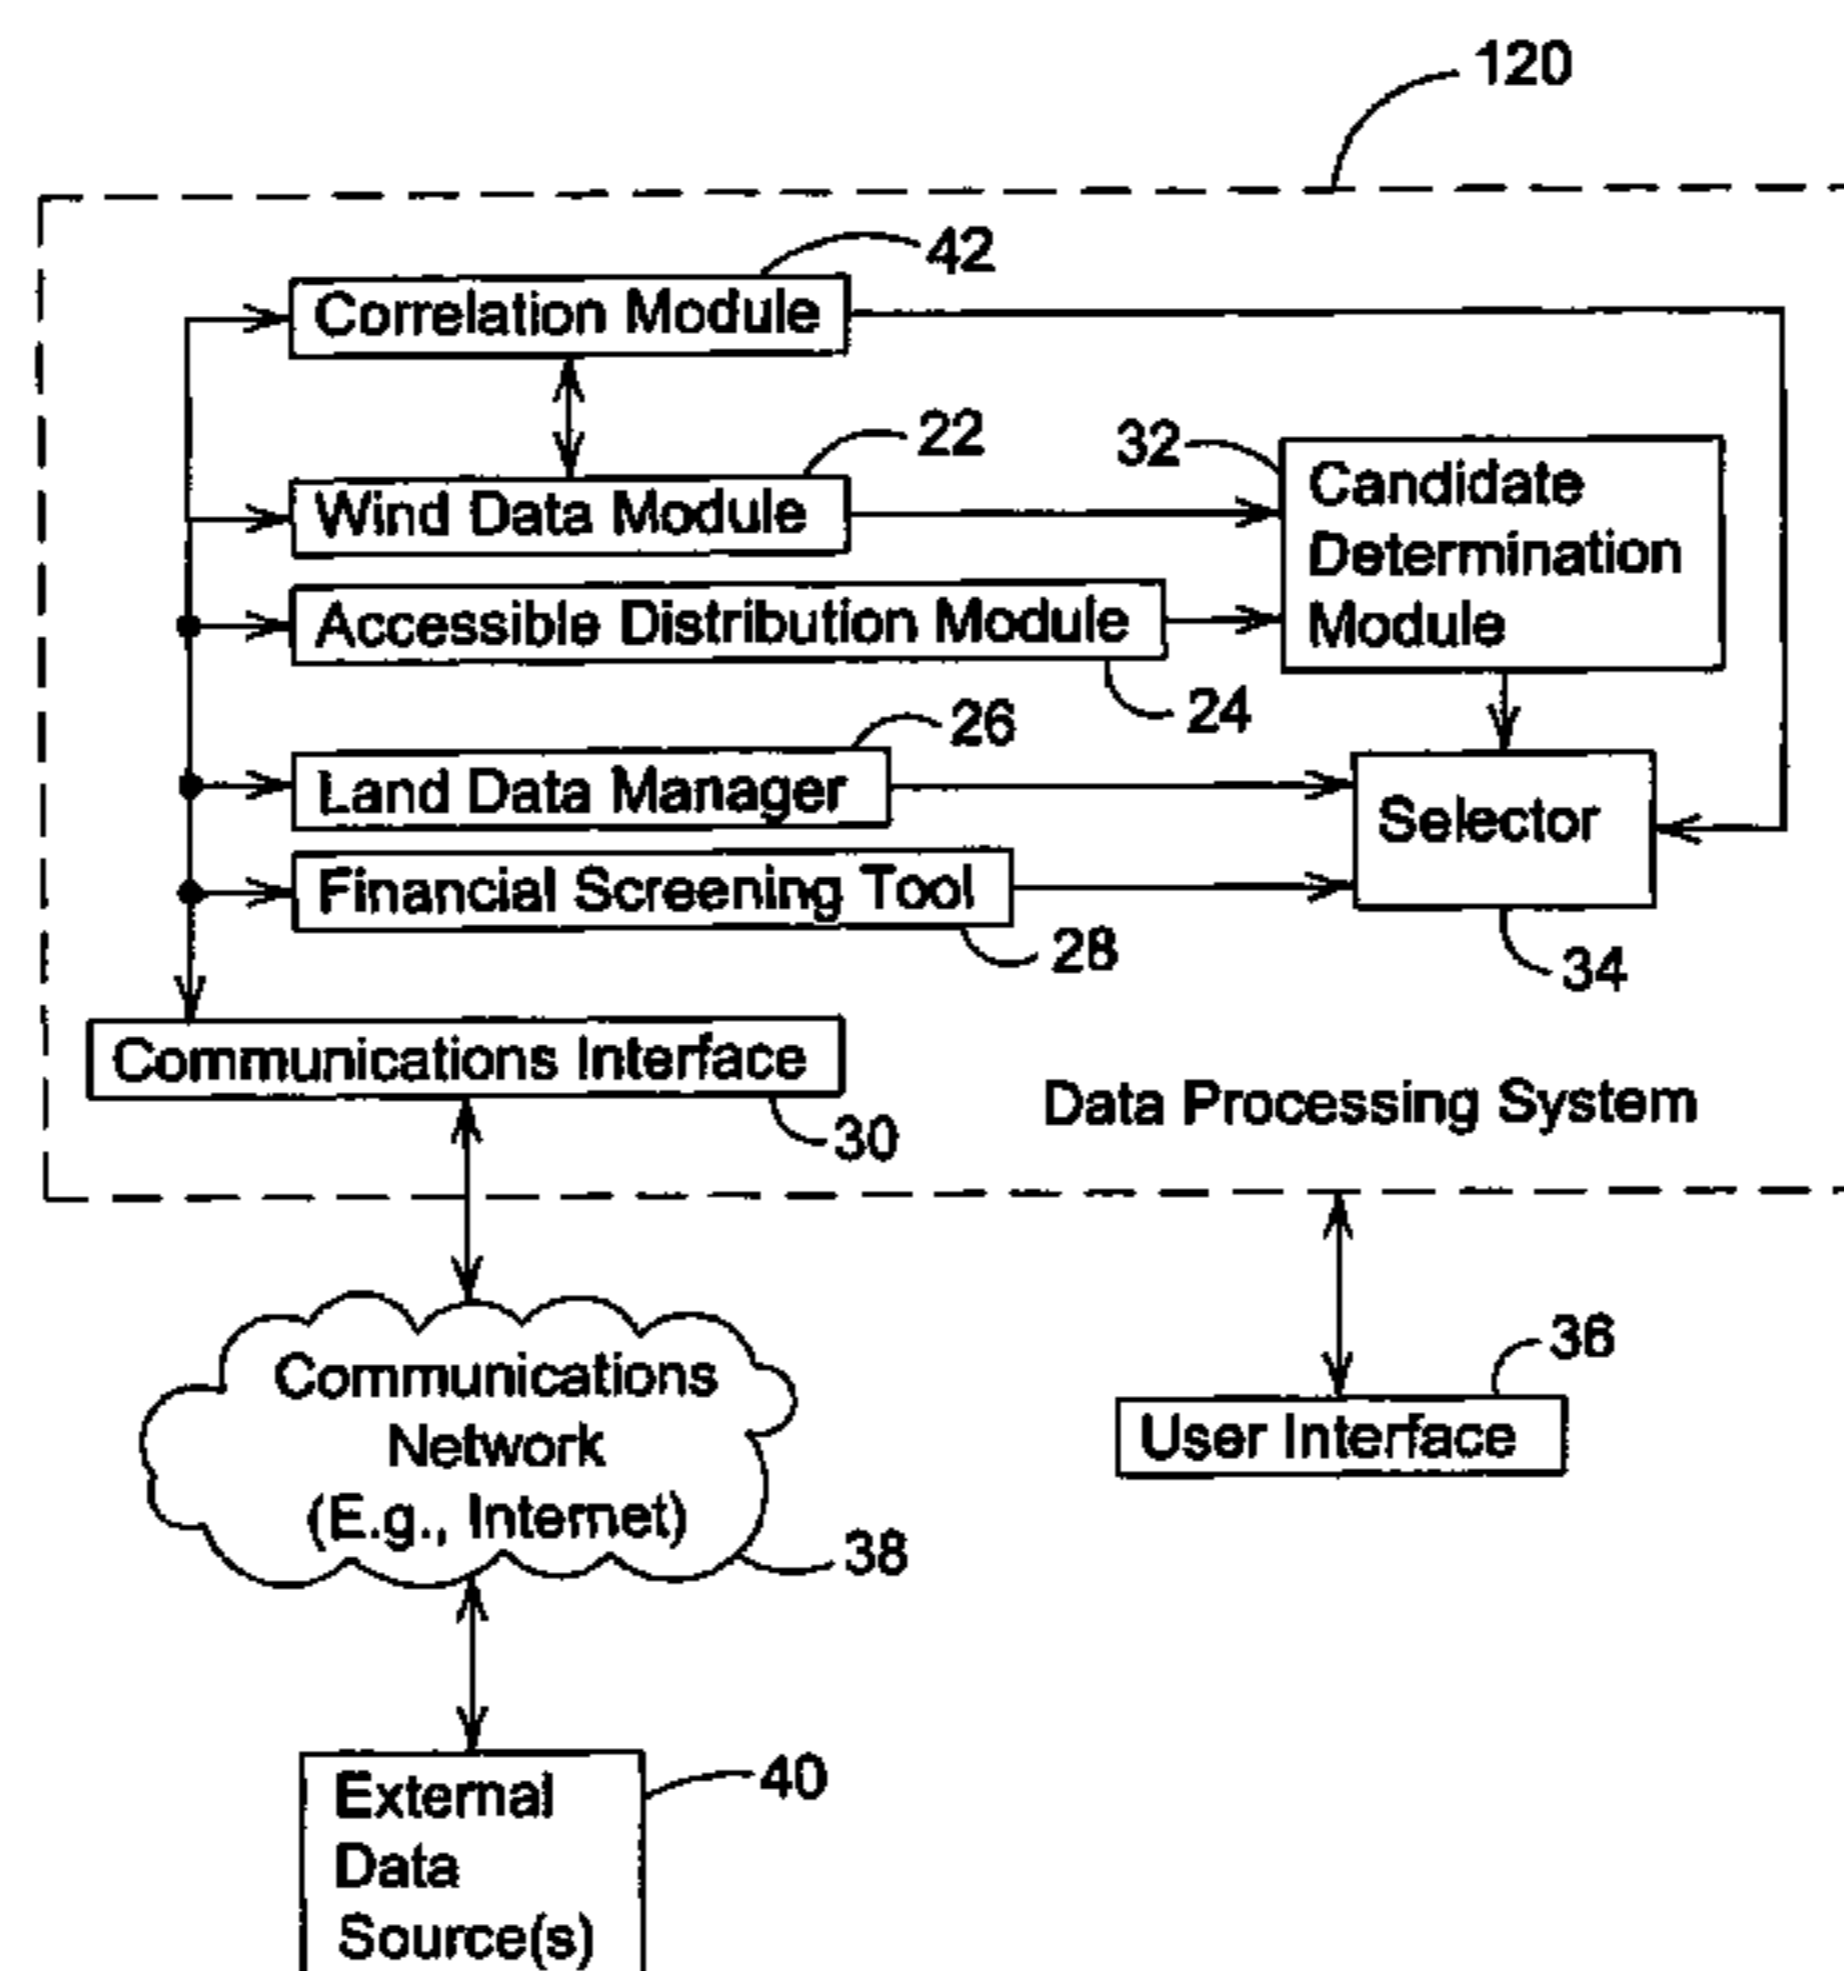 120
42
Correlation Module
22
32
Candidate
Wind Data Module
Determination
Accessible Distribution Module
Module
24
26
Land Data Manager
Selector
Financial Screening Tool
28
34
Communications Interface
Data Processing System
30
36
Communications
User Interface
Network
(E.g., Internet)
38
40
External
Data
Source(s)